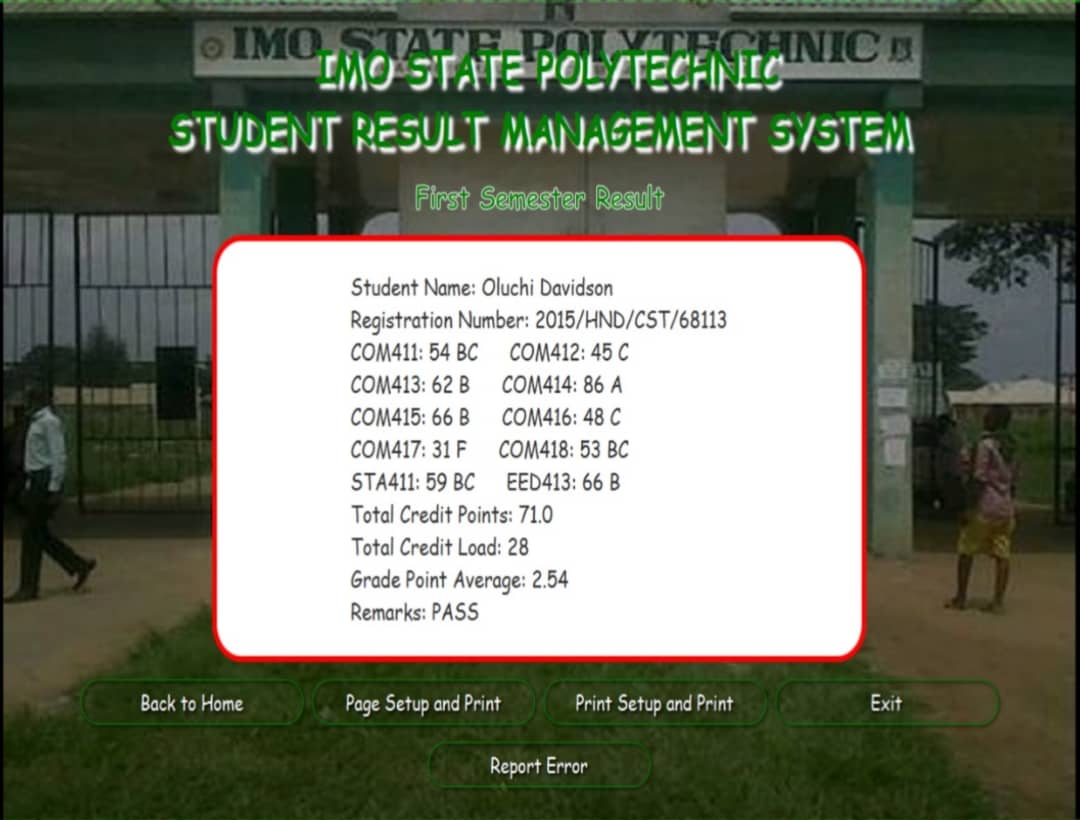 IMO STATE POLYTECHNIC
IMO STATE POLYTECHNIC
STUDENT RESULT MANAGEMENT SYSTEM
First Semester Result
Student Name: Oluchi Davidson
Registration Number: 2015/HND/CST/68113
COM411: 54 BC COM412: 45 C
COM413: 62 B COM414: 86 A
COM415: 66 B COM416: 48 C
COM417: 31 F COM418: 53 BC
STA411: 59 BC EED413: 66 B
Total Credit Points: 71.0
Total Credit Load: 28
Grade Point Average: 2.54
Remarks: PASS
Back to Home
Page Setup and Print
Print Setup and Print
Exit
Report Error